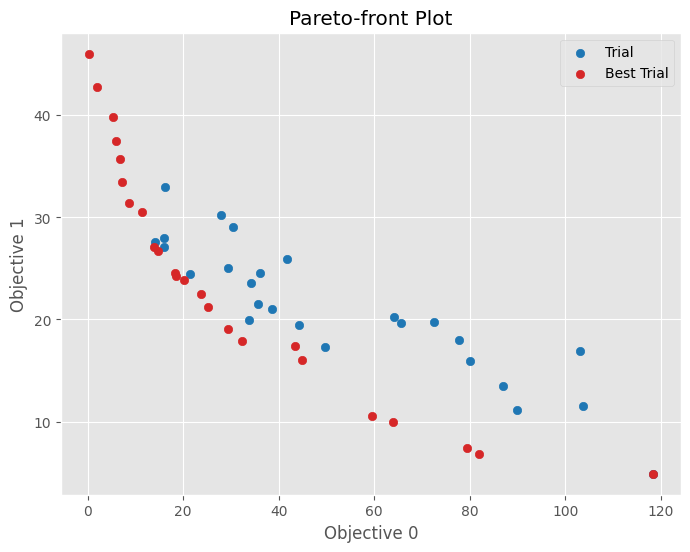 Pareto-front Plot
Trial
Best Trial
40
30
20
10
Objective 1
0 20 40 60 80 100 120
Objective 0